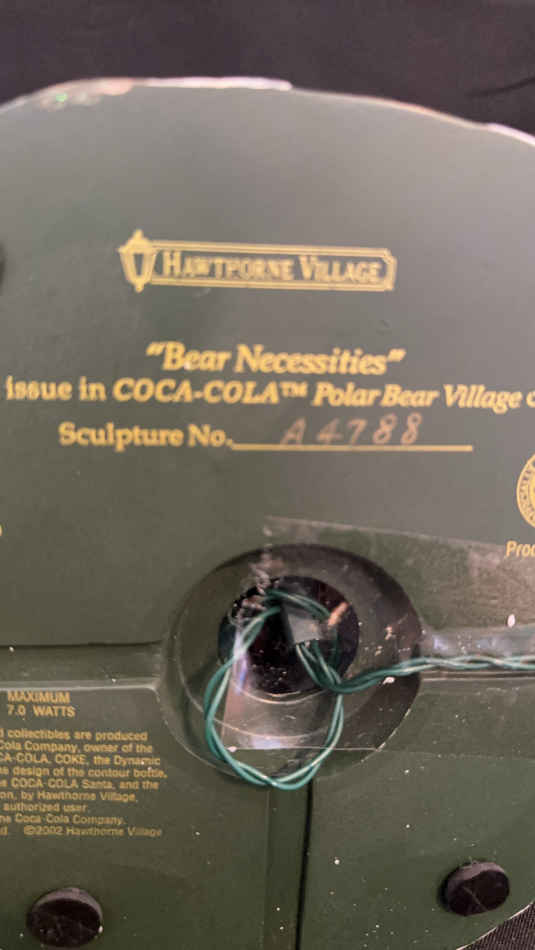 HAWTHORNE VILLAGE
"Bear Necessities"
issue in COCA-COLA™ Polar Bear Village
Sculpture No. A4788
MAXIMUM
7.0 WATTS
collectibles are produced
Cola Company, owner of the
CA-COLA, COKE, the Dynamic
design of the contour bottle,
COCA-COLA Santa, and the
by Hawthorne Village,
authorized user.
Coca-Cola Company.
©2002 Hawthorne Village